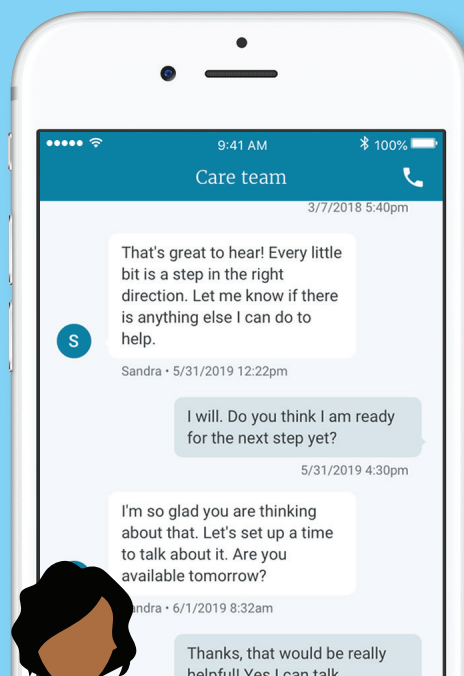 9:41 AM
100%
Care team
3/7/2018 5:40pm
That's great to hear! Every little
bit is a step in the right
direction. Let me know if there
is anything else I can do to
help.
S
Sandra • 5/31/2019 12:22pm
I will. Do you think I am ready
for the next step yet?
5/31/2019 4:30pm
I'm so glad you are thinking
about that. Let's set up a time
to talk about it. Are you
available tomorrow?
ndra • 6/1/2019 8:32am
Thanks, that would be really
helpful! Yes I can talk